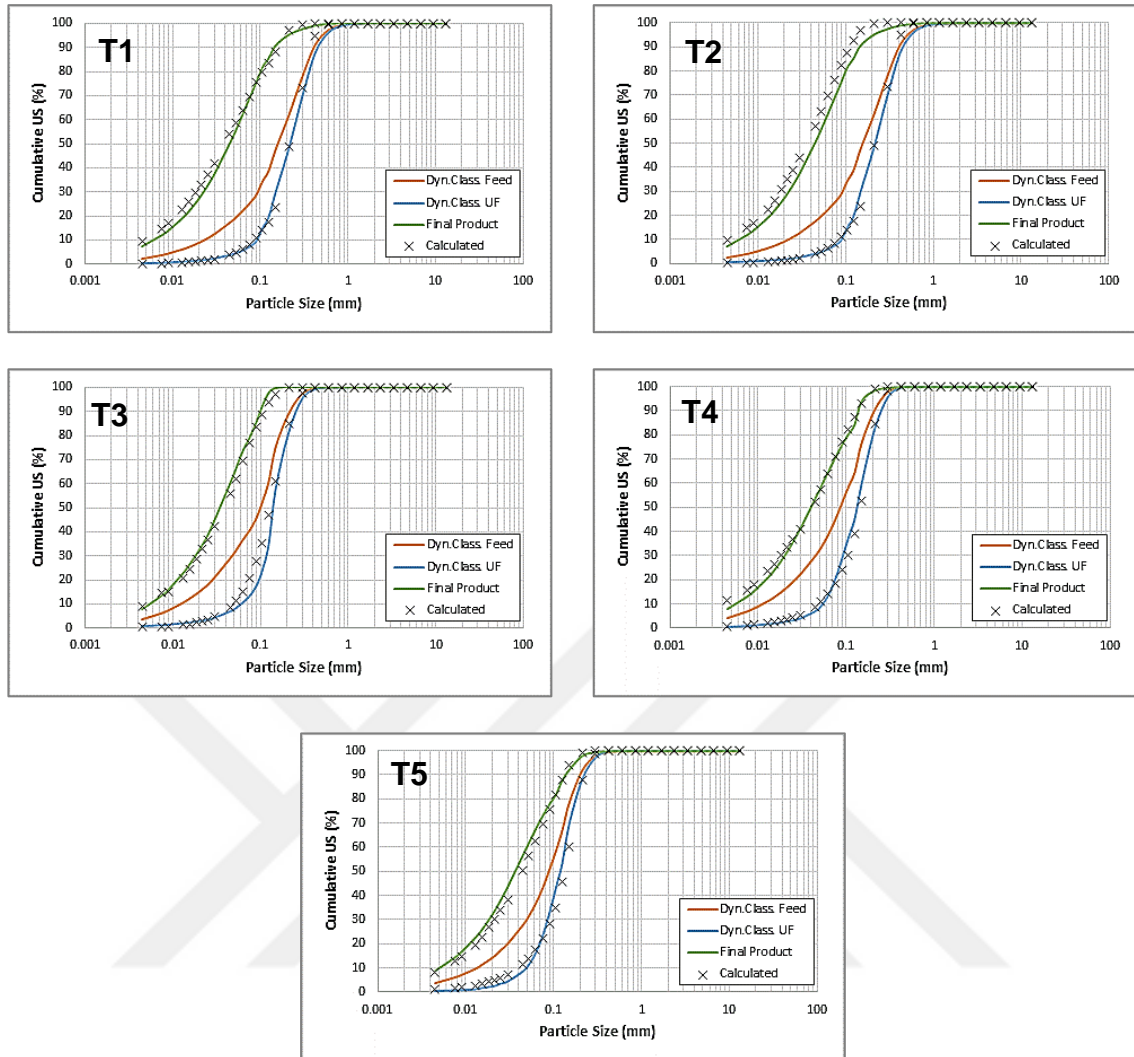 T1
Cumulative US (%)
100
90
80
70
60
50
40
30
20
10
0
0.001 0.01 0.1 1 10 100
Particle Size (mm)
Dyn.Class. Feed
Dyn.Class. UF
Final Product
Calculated
T2
Cumulative US (%)
100
90
80
70
60
50
40
30
20
10
0
0.001 0.01 0.1 1 10 100
Particle Size (mm)
Dyn.Class. Feed
Dyn.Class. UF
Final Product
Calculated
T3
Cumulative US (%)
100
90
80
70
60
50
40
30
20
10
0
0.001 0.01 0.1 1 10 100
Particle Size (mm)
Dyn.Class. Feed
Dyn.Class. UF
Final Product
Calculated
T4
Cumulative US (%)
100
90
80
70
60
50
40
30
20
10
0
0.001 0.01 0.1 1 10 100
Particle Size (mm)
Dyn.Class. Feed
Dyn.Class. UF
Final Product
Calculated
T5
Cumulative US (%)
100
90
80
70
60
50
40
30
20
10
0
0.001 0.01 0.1 1 10 100
Particle Size (mm)
Dyn.Class. Feed
Dyn.Class. UF
Final Product
Calculated